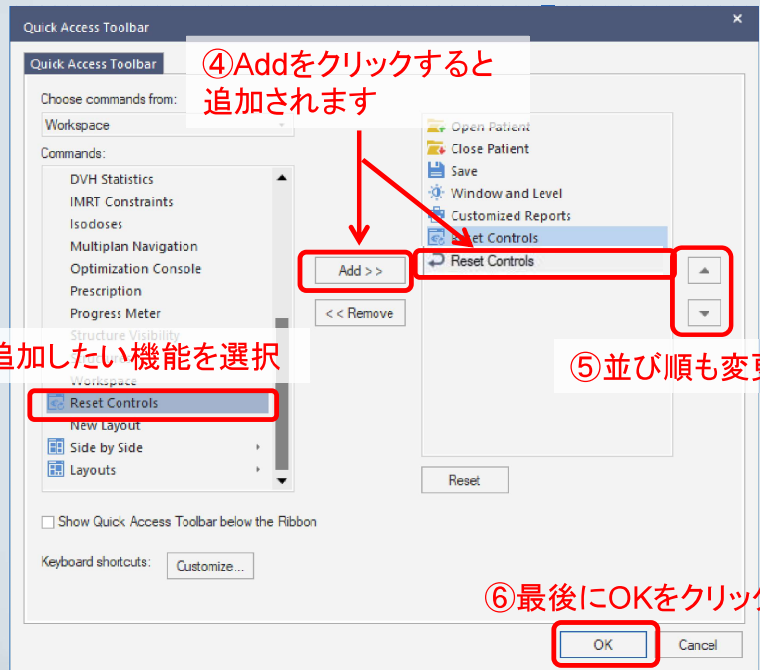 Quick Access Toolbar
Quick Access Toolbar
④Addをクリックすると
追加されます
Choose commands from:
Workspace
Commands:
DVH Statistics
IMRT Constraints
Isodoses
Multiplan Navigation
Optimization Console
Prescription
Progress Meter
Structure Visibility
追加したい機能を選択
Workspace
Reset Controls
New Layout
Side by Side
Layouts
Add >>
<< Remove
Open Patient
Close Patient
Save
Window and Level
Customized Reports
Reset Controls
Reset Controls
⑤並び順も変更
Reset
Show Quick Access Toolbar below the Ribbon
Keyboard shortcuts:
Customize...
⑥最後にOKをクリック
OK
Cancel